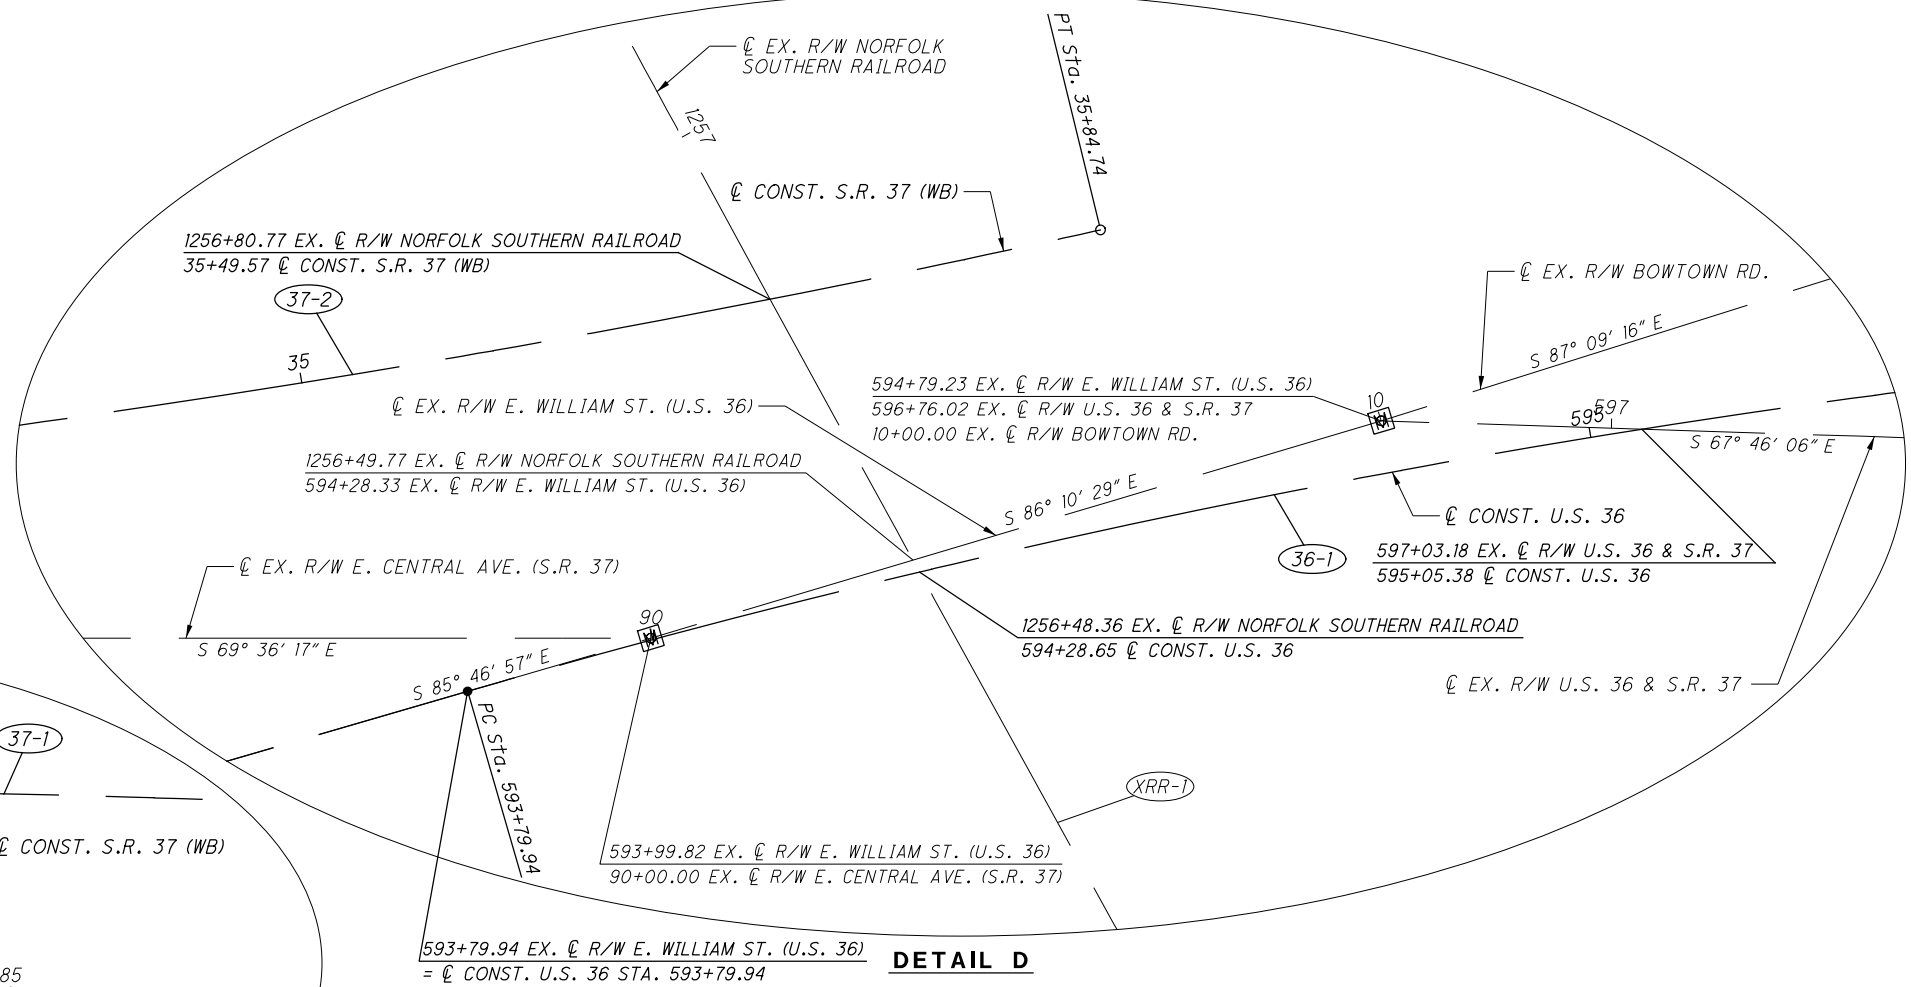 ℄ EX. R/W NORFOLK
SOUTHERN RAILROAD
PT Sta. 35+84.74
1257
℄ CONST. S.R. 37 (WB)
1256+80.77 EX. ℄ R/W NORFOLK SOUTHERN RAILROAD
35+49.57 ℄ CONST. S.R. 37 (WB)
37-2
℄ EX. R/W BOWTOWN RD.
S 87° 09' 16" E
35
594+79.23 EX. ℄ R/W E. WILLIAM ST. (U.S. 36)
596+76.02 EX. ℄ R/W U.S. 36 & S.R. 37
10+00.00 EX. ℄ R/W BOWTOWN RD.
10
℄ EX. R/W E. WILLIAM ST. (U.S. 36)
595
597
S 67° 46' 06" E
1256+49.77 EX. ℄ R/W NORFOLK SOUTHERN RAILROAD
594+28.33 EX. ℄ R/W E. WILLIAM ST. (U.S. 36)
S 86° 10' 29" E
℄ CONST. U.S. 36
36-1
597+03.18 EX. ℄ R/W U.S. 36 & S.R. 37
595+05.38 ℄ CONST. U.S. 36
℄ EX. R/W E. CENTRAL AVE. (S.R. 37)
90
S 69° 36' 17" E
1256+48.36 EX. ℄ R/W NORFOLK SOUTHERN RAILROAD
594+28.65 ℄ CONST. U.S. 36
S 85° 46' 57" E
℄ EX. R/W U.S. 36 & S.R. 37
PC Sta. 593+79.94
37-1
XRR-1
℄ CONST. S.R. 37 (WB)
593+99.82 EX. ℄ R/W E. WILLIAM ST. (U.S. 36)
90+00.00 EX. ℄ R/W E. CENTRAL AVE. (S.R. 37)
593+79.94 EX. ℄ R/W E. WILLIAM ST. (U.S. 36)
= ℄ CONST. U.S. 36 STA. 593+79.94
DETAIL D
85